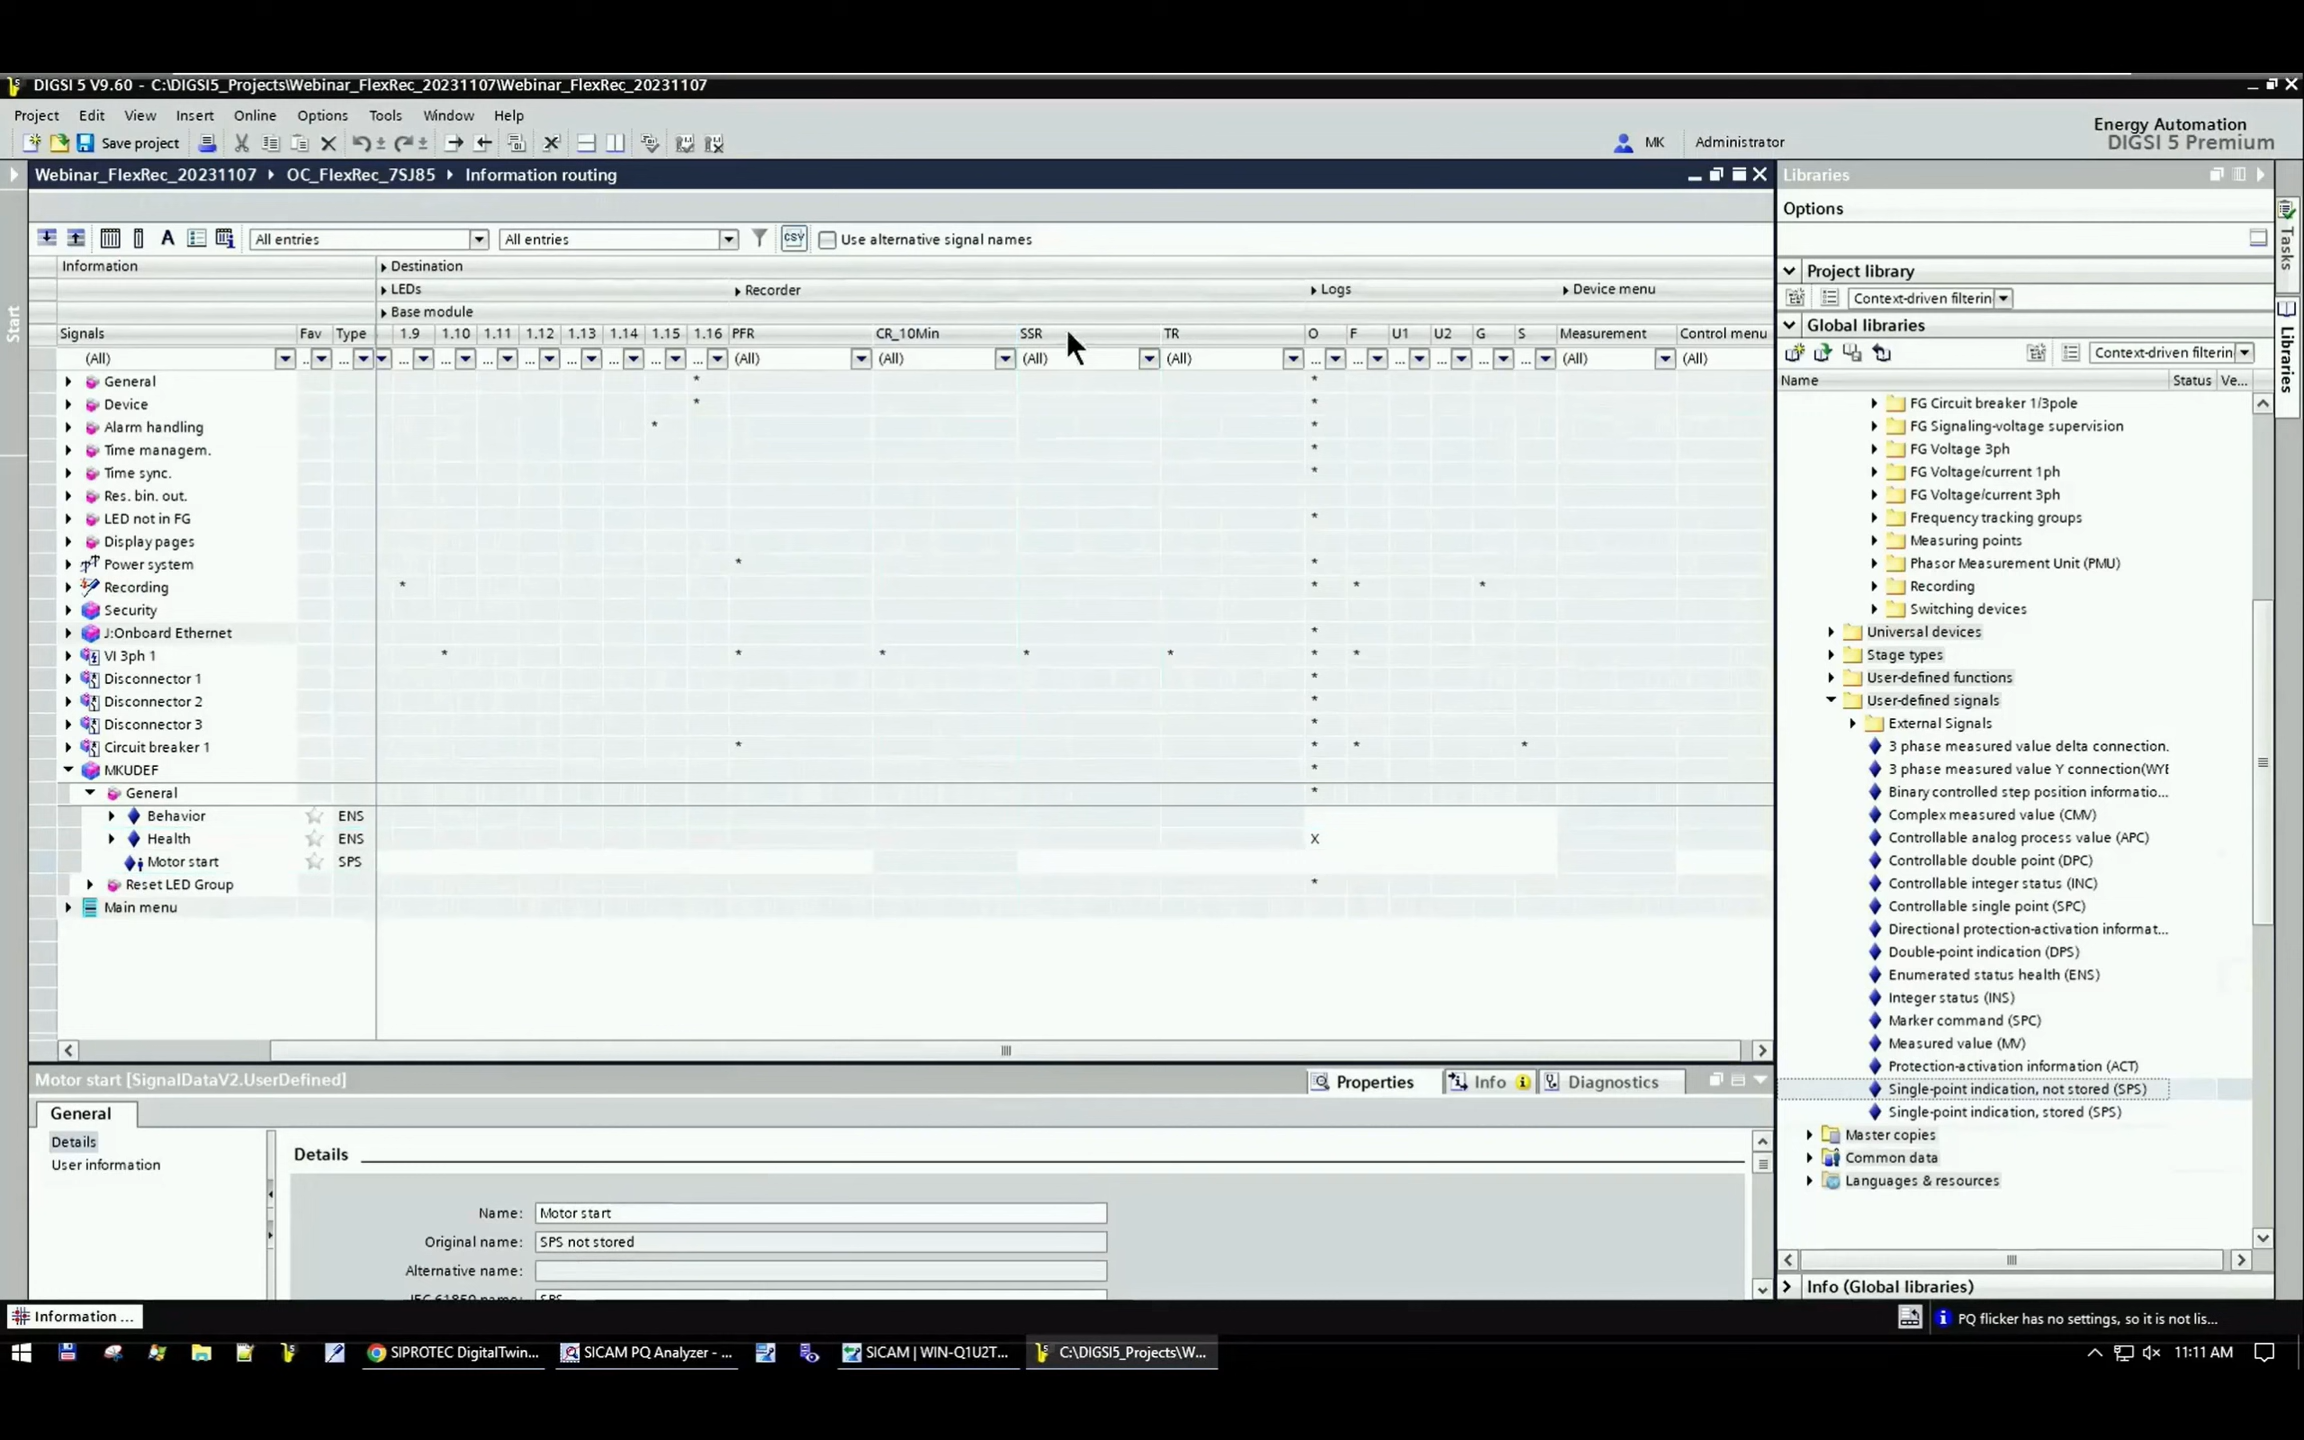 DIGSI 5 V9.60 - C:\DIGSI5_Projects\Webinar_FlexRec_20231107\Webinar_FlexRec_20231107
Project Edit View Insert Online Options Tools Window Help
Energy Automation
DIGSI 5 Premium
Save project
MK Administrator
Webinar_FlexRec_20231107 OC_FlexRec_7SJ85 Information routing
Libraries
Options
All entries All entries CSV Use alternative signal names
Information Destination
LEDs Recorder Logs Device menu
Base module
Signals Fav Type 1.9 1.10 1.11 1.12 1.13 1.14 1.15 1.16 PFR CR_10Min SSR TR O F U1 U2 G S Measurement Control menu
(All) ... ... ... ... ... ... ... ... ... ... (All) (All) (All) (All) ... ... ... ... ... ... (All) (All)
General * *
Device * *
Alarm handling * *
Time managem. *
Time sync. *
Res. bin. out.
LED not in FG *
Display pages
Power system * *
Recording * * * *
Security
J:Onboard Ethernet *
VI 3ph 1 * * * * * * *
Disconnector 1 *
Disconnector 2 *
Disconnector 3 *
Circuit breaker 1 * * * *
MKUDEF *
General *
Behavior ENS
Health ENS X
Motor start SPS
Reset LED Group *
Main menu
Start
Motor start [SignalDataV2.UserDefined]
Properties Info Diagnostics
General
Details
User information
Details
Name: Motor start
Original name: SPS not stored
Alternative name:
IEC 61850 name: SPS
Project library
Context-driven filterin
Global libraries
Context-driven filterin
Name Status Ve...
FG Circuit breaker 1/3pole
FG Signaling-voltage supervision
FG Voltage 3ph
FG Voltage/current 1ph
FG Voltage/current 3ph
Frequency tracking groups
Measuring points
Phasor Measurement Unit (PMU)
Recording
Switching devices
Universal devices
Stage types
User-defined functions
User-defined signals
External Signals
3 phase measured value delta connection.
3 phase measured value Y connection(WYE
Binary controlled step position informatio...
Complex measured value (CMV)
Controllable analog process value (APC)
Controllable double point (DPC)
Controllable integer status (INC)
Controllable single point (SPC)
Directional protection-activation informat...
Double-point indication (DPS)
Enumerated status health (ENS)
Integer status (INS)
Marker command (SPC)
Measured value (MV)
Protection-activation information (ACT)
Single-point indication, not stored (SPS)
Single-point indication, stored (SPS)
Master copies
Common data
Languages & resources
Info (Global libraries)
Tasks
Libraries
Information ...
PQ flicker has no settings, so it is not lis...
SIPROTEC DigitalTwin... SICAM PQ Analyzer - ... SICAM | WIN-Q1U2T... C:\DIGSI5_Projects\W... 11:11 AM